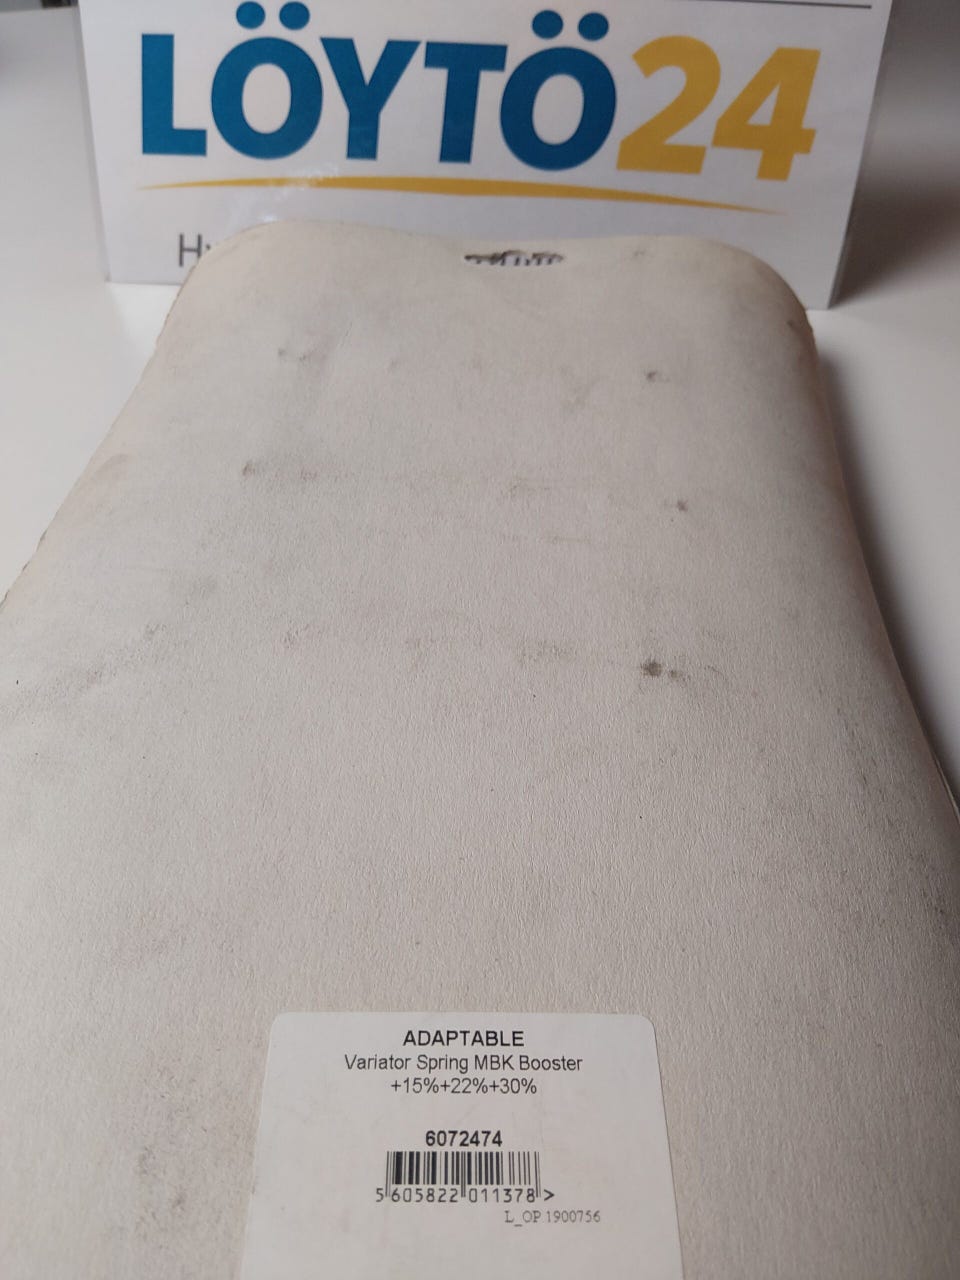 LÖYTÖ24
ADAPTABLE
Variator Spring MBK Booster
+15%+22%+30%
6072474
5 605822 011378 >
L_OP 1900756